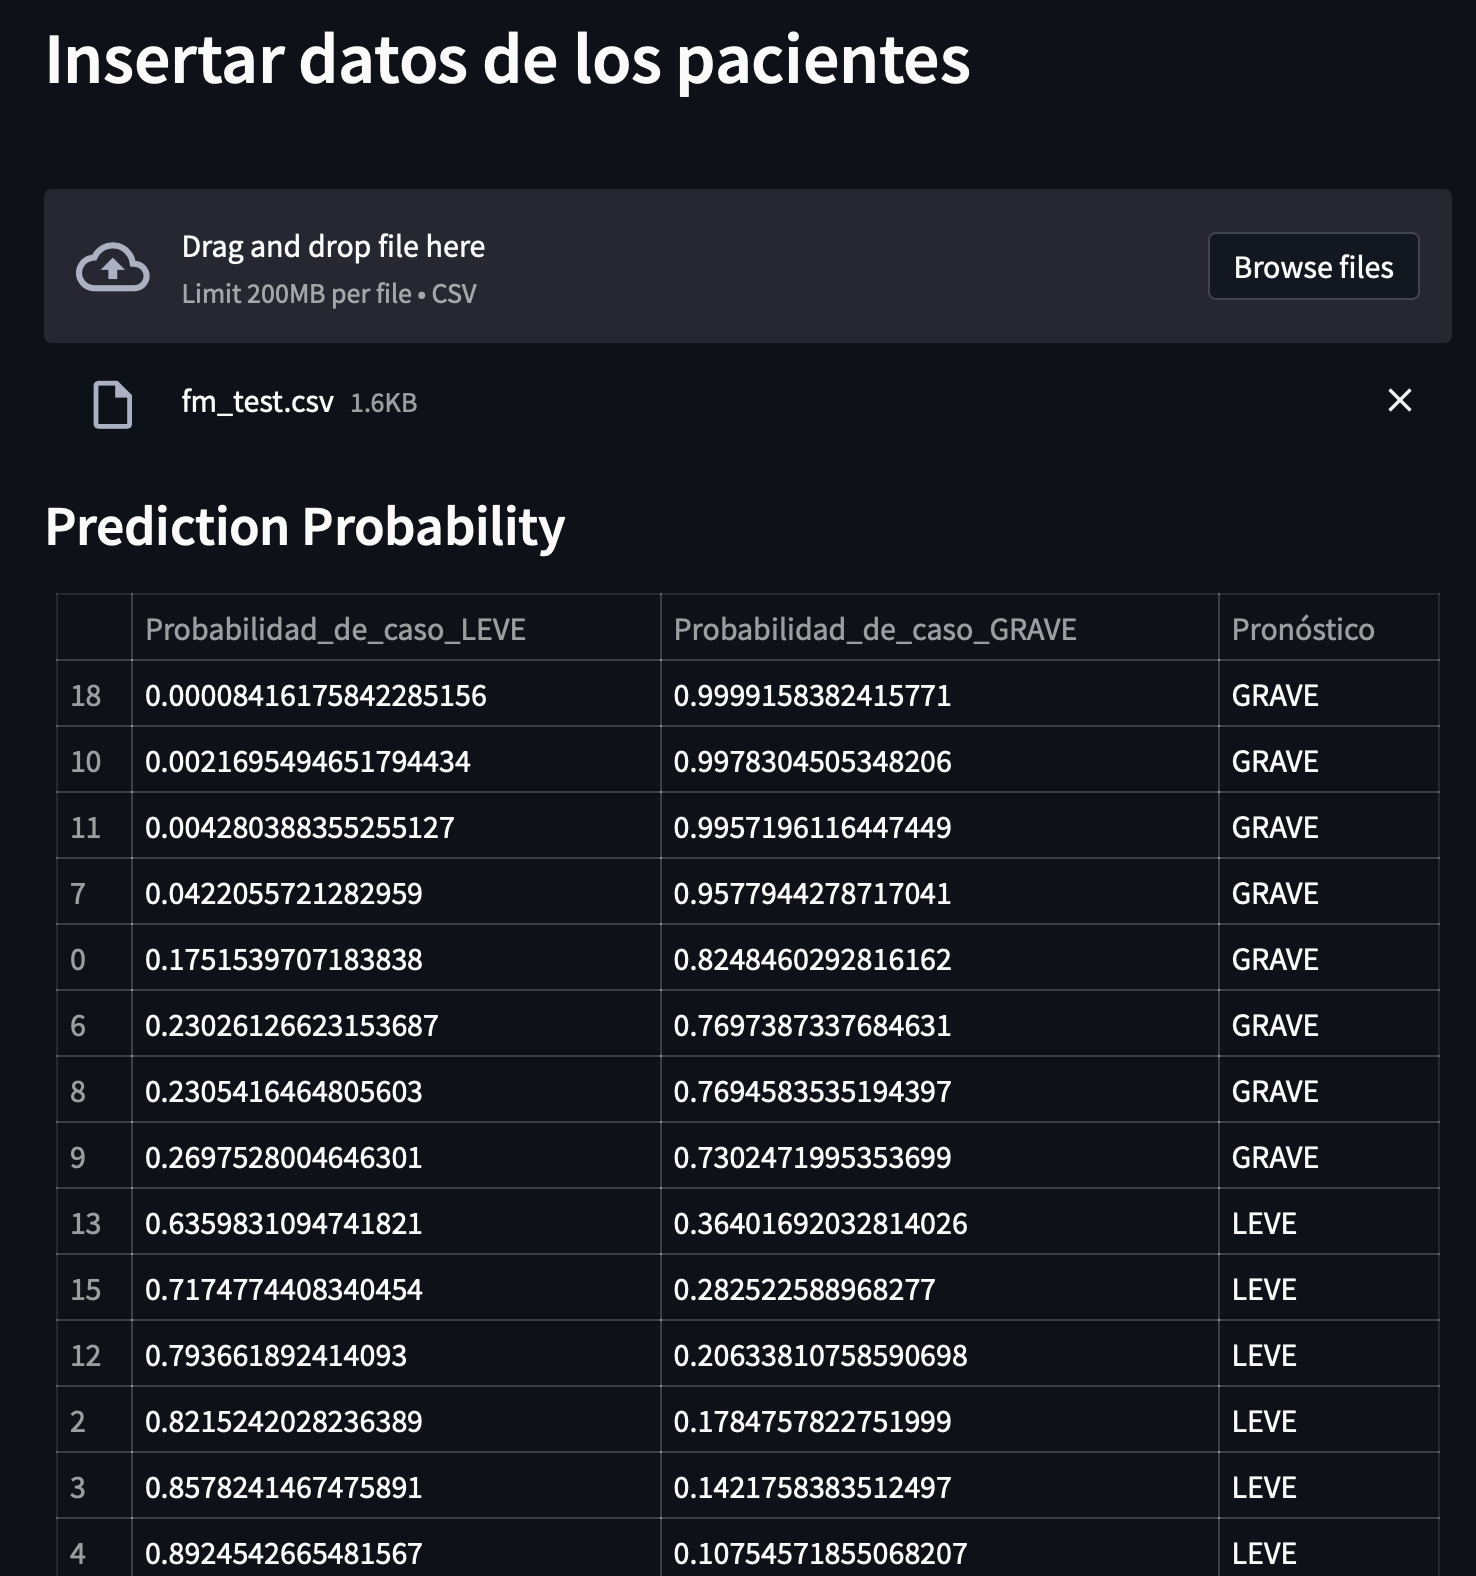 Insertar datos de los pacientes
Drag and drop file here
Limit 200MB per file • CSV
Browse files
fm_test.csv 1.6KB
Prediction Probability
Probabilidad_de_caso_LEVE Probabilidad_de_caso_GRAVE Pronóstico
18 0.00008416175842285156 0.9999158382415771 GRAVE
10 0.0021695494651794434 0.9978304505348206 GRAVE
11 0.004280388355255127 0.9957196116447449 GRAVE
7 0.0422055721282959 0.9577944278717041 GRAVE
0 0.1751539707183838 0.8248460292816162 GRAVE
6 0.23026126623153687 0.7697387337684631 GRAVE
8 0.2305416464805603 0.7694583535194397 GRAVE
9 0.2697528004646301 0.7302471995353699 GRAVE
13 0.6359831094741821 0.36401692032814026 LEVE
15 0.7174774408340454 0.282522588968277 LEVE
12 0.793661892414093 0.20633810758590698 LEVE
2 0.8215242028236389 0.1784757822751999 LEVE
3 0.8578241467475891 0.1421758383512497 LEVE
4 0.8924542665481567 0.10754571855068207 LEVE